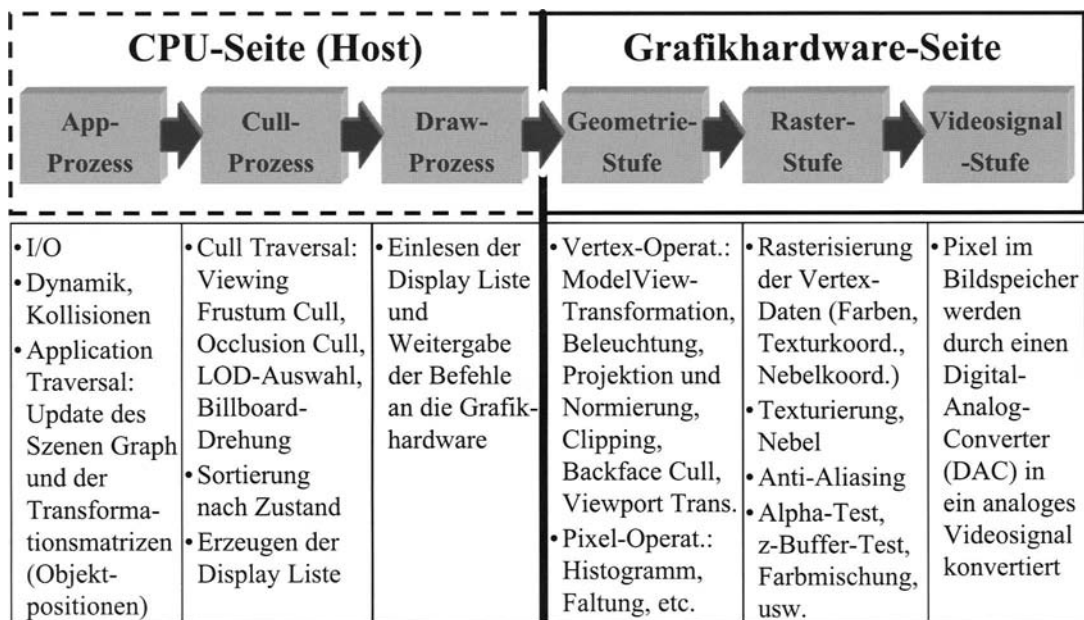 CPU-Seite (Host)
Grafikhardware-Seite
App-
Prozess
Cull-
Prozess
Draw-
Prozess
Geometrie-
Stufe
Raster-
Stufe
Videosignal
-Stufe
• I/O
• Dynamik,
Kollisionen
• Application
Traversal:
Update des
Szenen Graph
und der
Transforma-
tionsmatrizen
(Objekt-
positionen)
• Cull Traversal:
Viewing
Frustum Cull,
Occlusion Cull,
LOD-Auswahl,
Billboard-
Drehung
• Sortierung
nach Zustand
• Erzeugen der
Display Liste
• Einlesen der
Display Liste
und
Weitergabe
der Befehle
an die Grafik-
hardware
• Vertex-Operat.:
ModelView-
Transformation,
Beleuchtung,
Projektion und
Normierung,
Clipping,
Backface Cull,
Viewport Trans.
• Pixel-Operat.:
Histogramm,
Faltung, etc.
• Rasterisierung
der Vertex-
Daten (Farben,
Texturkoord.,
Nebelkoord.)
• Texturierung,
Nebel
• Anti-Aliasing
• Alpha-Test,
z-Buffer-Test,
Farbmischung,
usw.
• Pixel im
Bildspeicher
werden
durch einen
Digital-
Analog-
Converter
(DAC) in
ein analoges
Videosignal
konvertiert